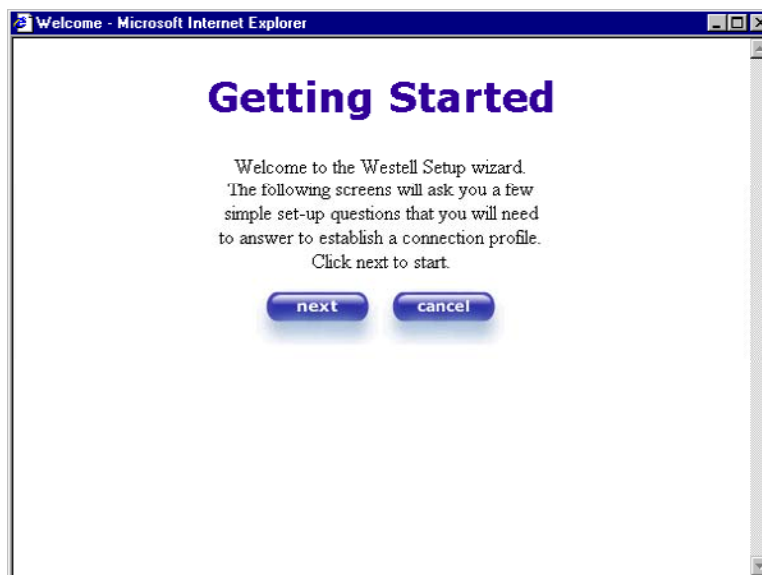 Welcome - Microsoft Internet Explorer
Getting Started
Welcome to the Westell Setup wizard.
The following screens will ask you a few
simple set-up questions that you will need
to answer to establish a connection profile.
Click next to start.
next cancel